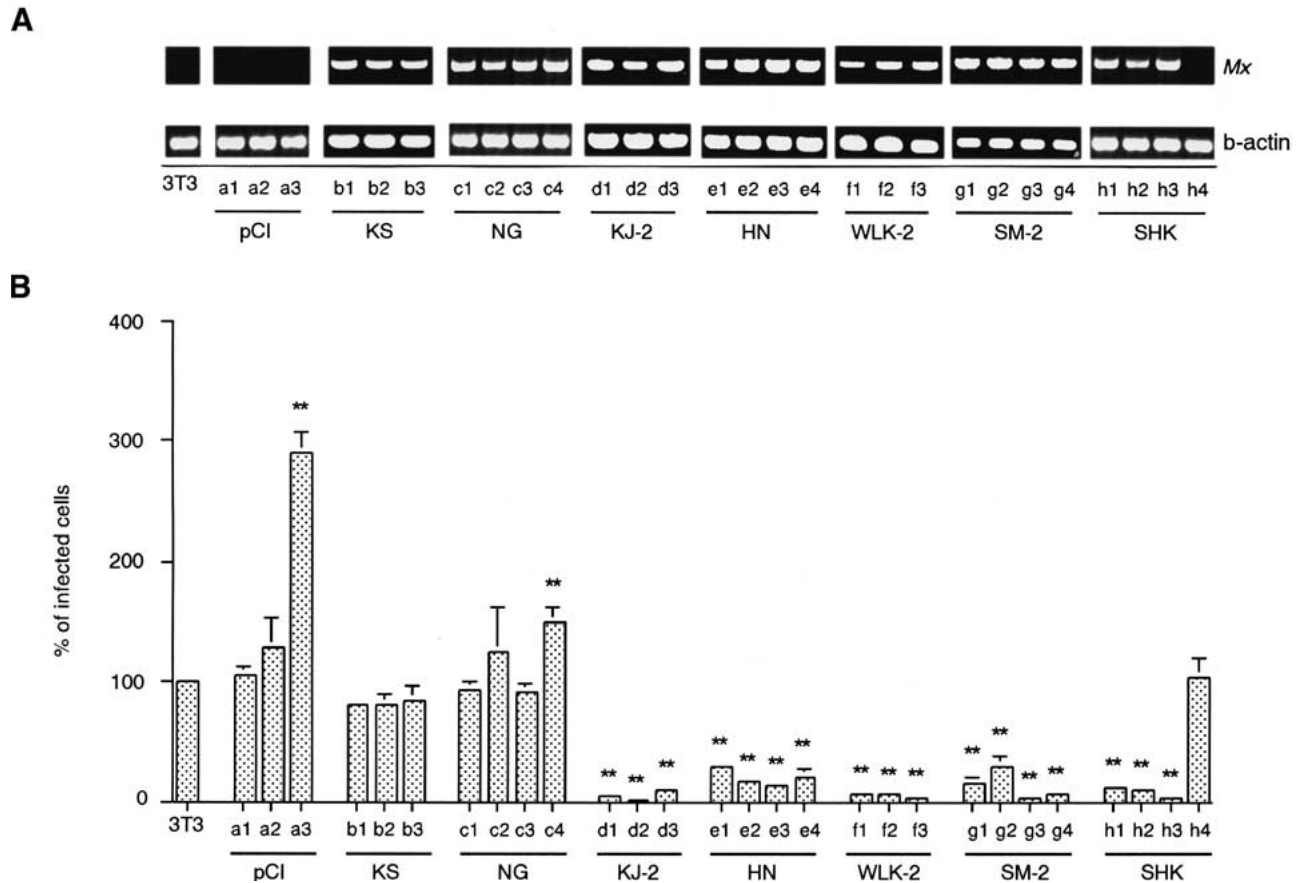 A
Mx
b-actin
3T3 a1 a2 a3 b1 b2 b3 c1 c2 c3 c4 d1 d2 d3 e1 e2 e3 e4 f1 f2 f3 g1 g2 g3 g4 h1 h2 h3 h4
pCI KS NG KJ-2 HN WLK-2 SM-2 SHK
B
% of infected cells
400
300
200
100
0
**
**
** ** **
** ** ** **
** ** **
** ** ** **
** ** **
3T3 a1 a2 a3 b1 b2 b3 c1 c2 c3 c4 d1 d2 d3 e1 e2 e3 e4 f1 f2 f3 g1 g2 g3 g4 h1 h2 h3 h4
pCI KS NG KJ-2 HN WLK-2 SM-2 SHK